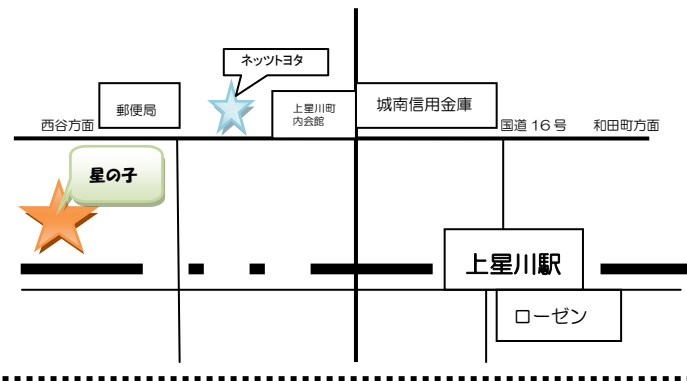 ネッツトヨタ
郵便局
上星川町
内会館
城南信用金庫
西谷方面
国道 16 号
和田町方面
星の子
上星川駅
ローゼン